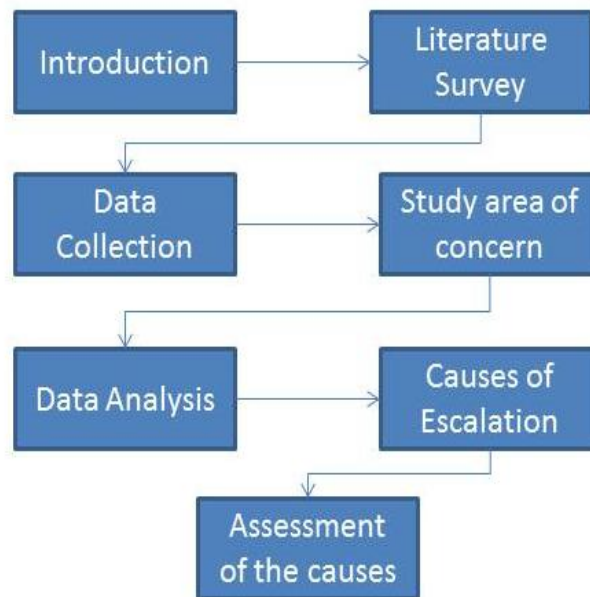 Introduction
Literature
Survey
Data
Collection
Study area of
concern
Data Analysis
Causes of
Escalation
Assessment
of the causes